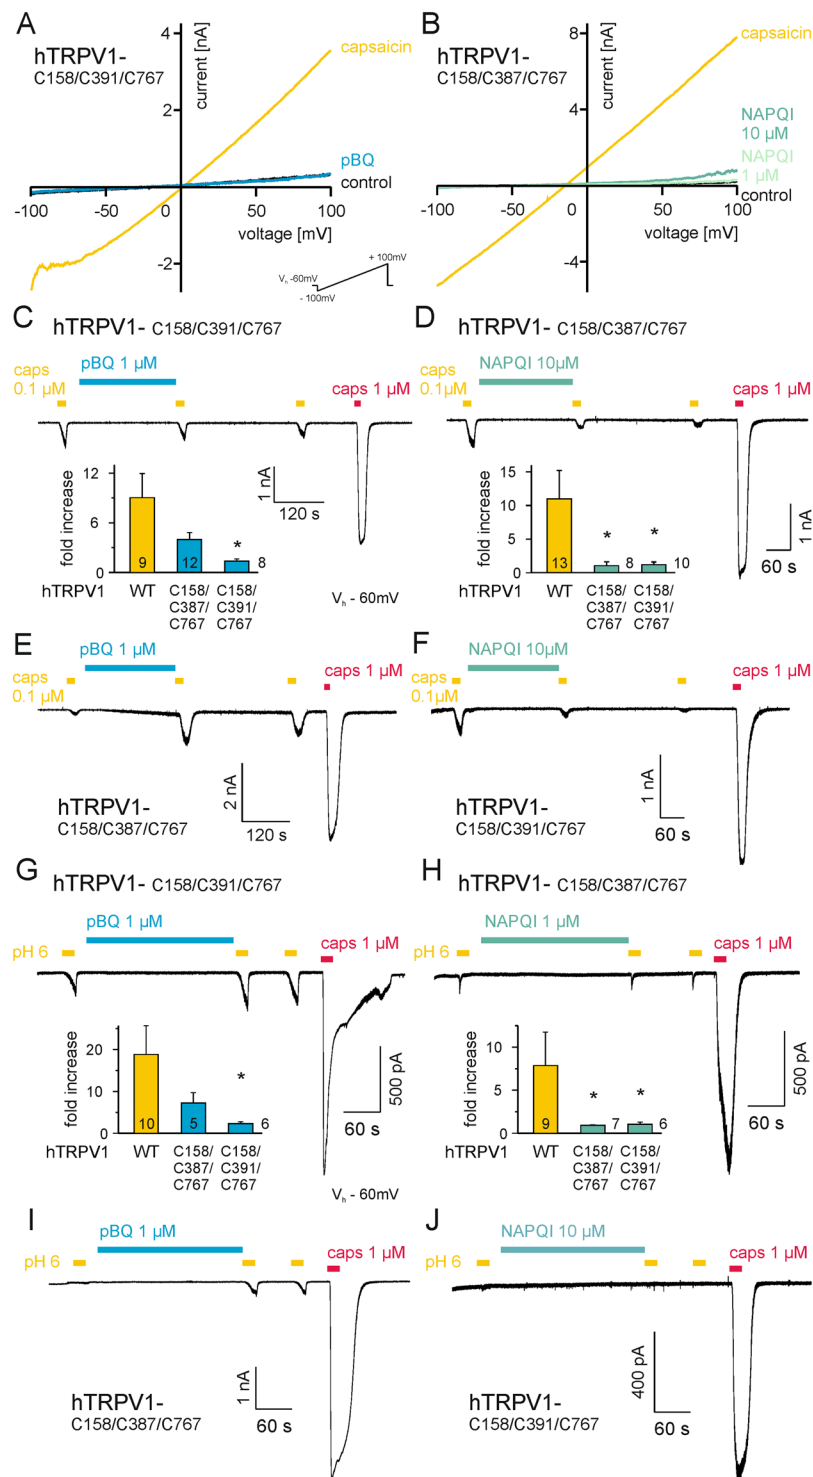 A
hTRPV1-
C158/C391/C767
current [nA]
4
2
-2
capsaicin
pBQ
control
-100
-50
0
50
100
voltage [mV]
Vh -60mV
+ 100mV
- 100mV
B
hTRPV1-
C158/C387/C767
current [nA]
8
4
-4
capsaicin
NAPQI
10 µM
NAPQI
1 µM
control
-100
-50
0
50
100
voltage [mV]
C
hTRPV1- C158/C391/C767
caps
0.1 µM
pBQ 1 µM
caps 1 µM
1 nA
120 s
fold increase
12
6
0
9
12
*
8
hTRPV1
WT
C158/
C387/
C767
C158/
C391/
C767
Vh - 60mV
D
hTRPV1- C158/C387/C767
caps
0.1µM
NAPQI 10µM
caps 1 µM
1 nA
60 s
fold increase
15
10
5
0
13
*
8
*
10
hTRPV1
WT
C158/
C387/
C767
C158/
C391/
C767
E
caps
0.1 µM
pBQ 1 µM
caps 1 µM
2 nA
120 s
hTRPV1-
C158/C387/C767
F
caps
0.1µM
NAPQI 10µM
caps 1 µM
1 nA
60 s
hTRPV1-
C158/C391/C767
G
hTRPV1- C158/C391/C767
pH 6
pBQ 1 µM
caps 1 µM
500 pA
60 s
fold increase
20
10
0
10
5
*
6
hTRPV1
WT
C158/
C387/
C767
C158/
C391/
C767
Vh - 60mV
H
hTRPV1- C158/C387/C767
pH 6
NAPQI 1 µM
caps 1 µM
500 pA
60 s
fold increase
10
5
0
9
*
7
*
6
hTRPV1
WT
C158/
C387/
C767
C158/
C391/
C767
I
pH 6
pBQ 1 µM
caps 1 µM
1 nA
60 s
hTRPV1-
C158/C387/C767
J
pH 6
NAPQI 10 µM
caps 1 µM
400 pA
60 s
hTRPV1-
C158/C391/C767